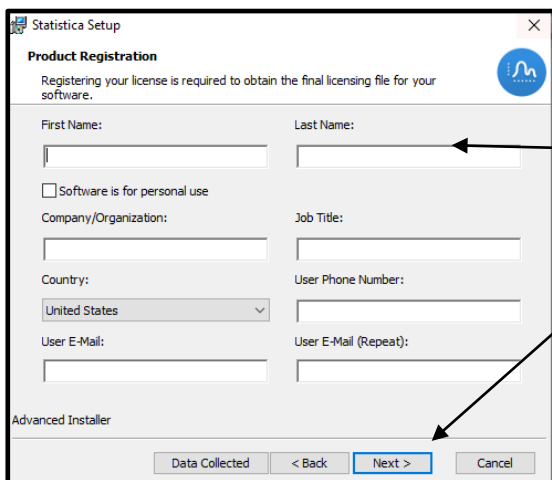 Statistica Setup
Product Registration
Registering your license is required to obtain the final licensing file for your
software.
First Name:
Last Name:
Software is for personal use
Company/Organization:
Job Title:
Country:
User Phone Number:
United States
User E-Mail:
User E-Mail (Repeat):
Advanced Installer
Data Collected
< Back
Next >
Cancel